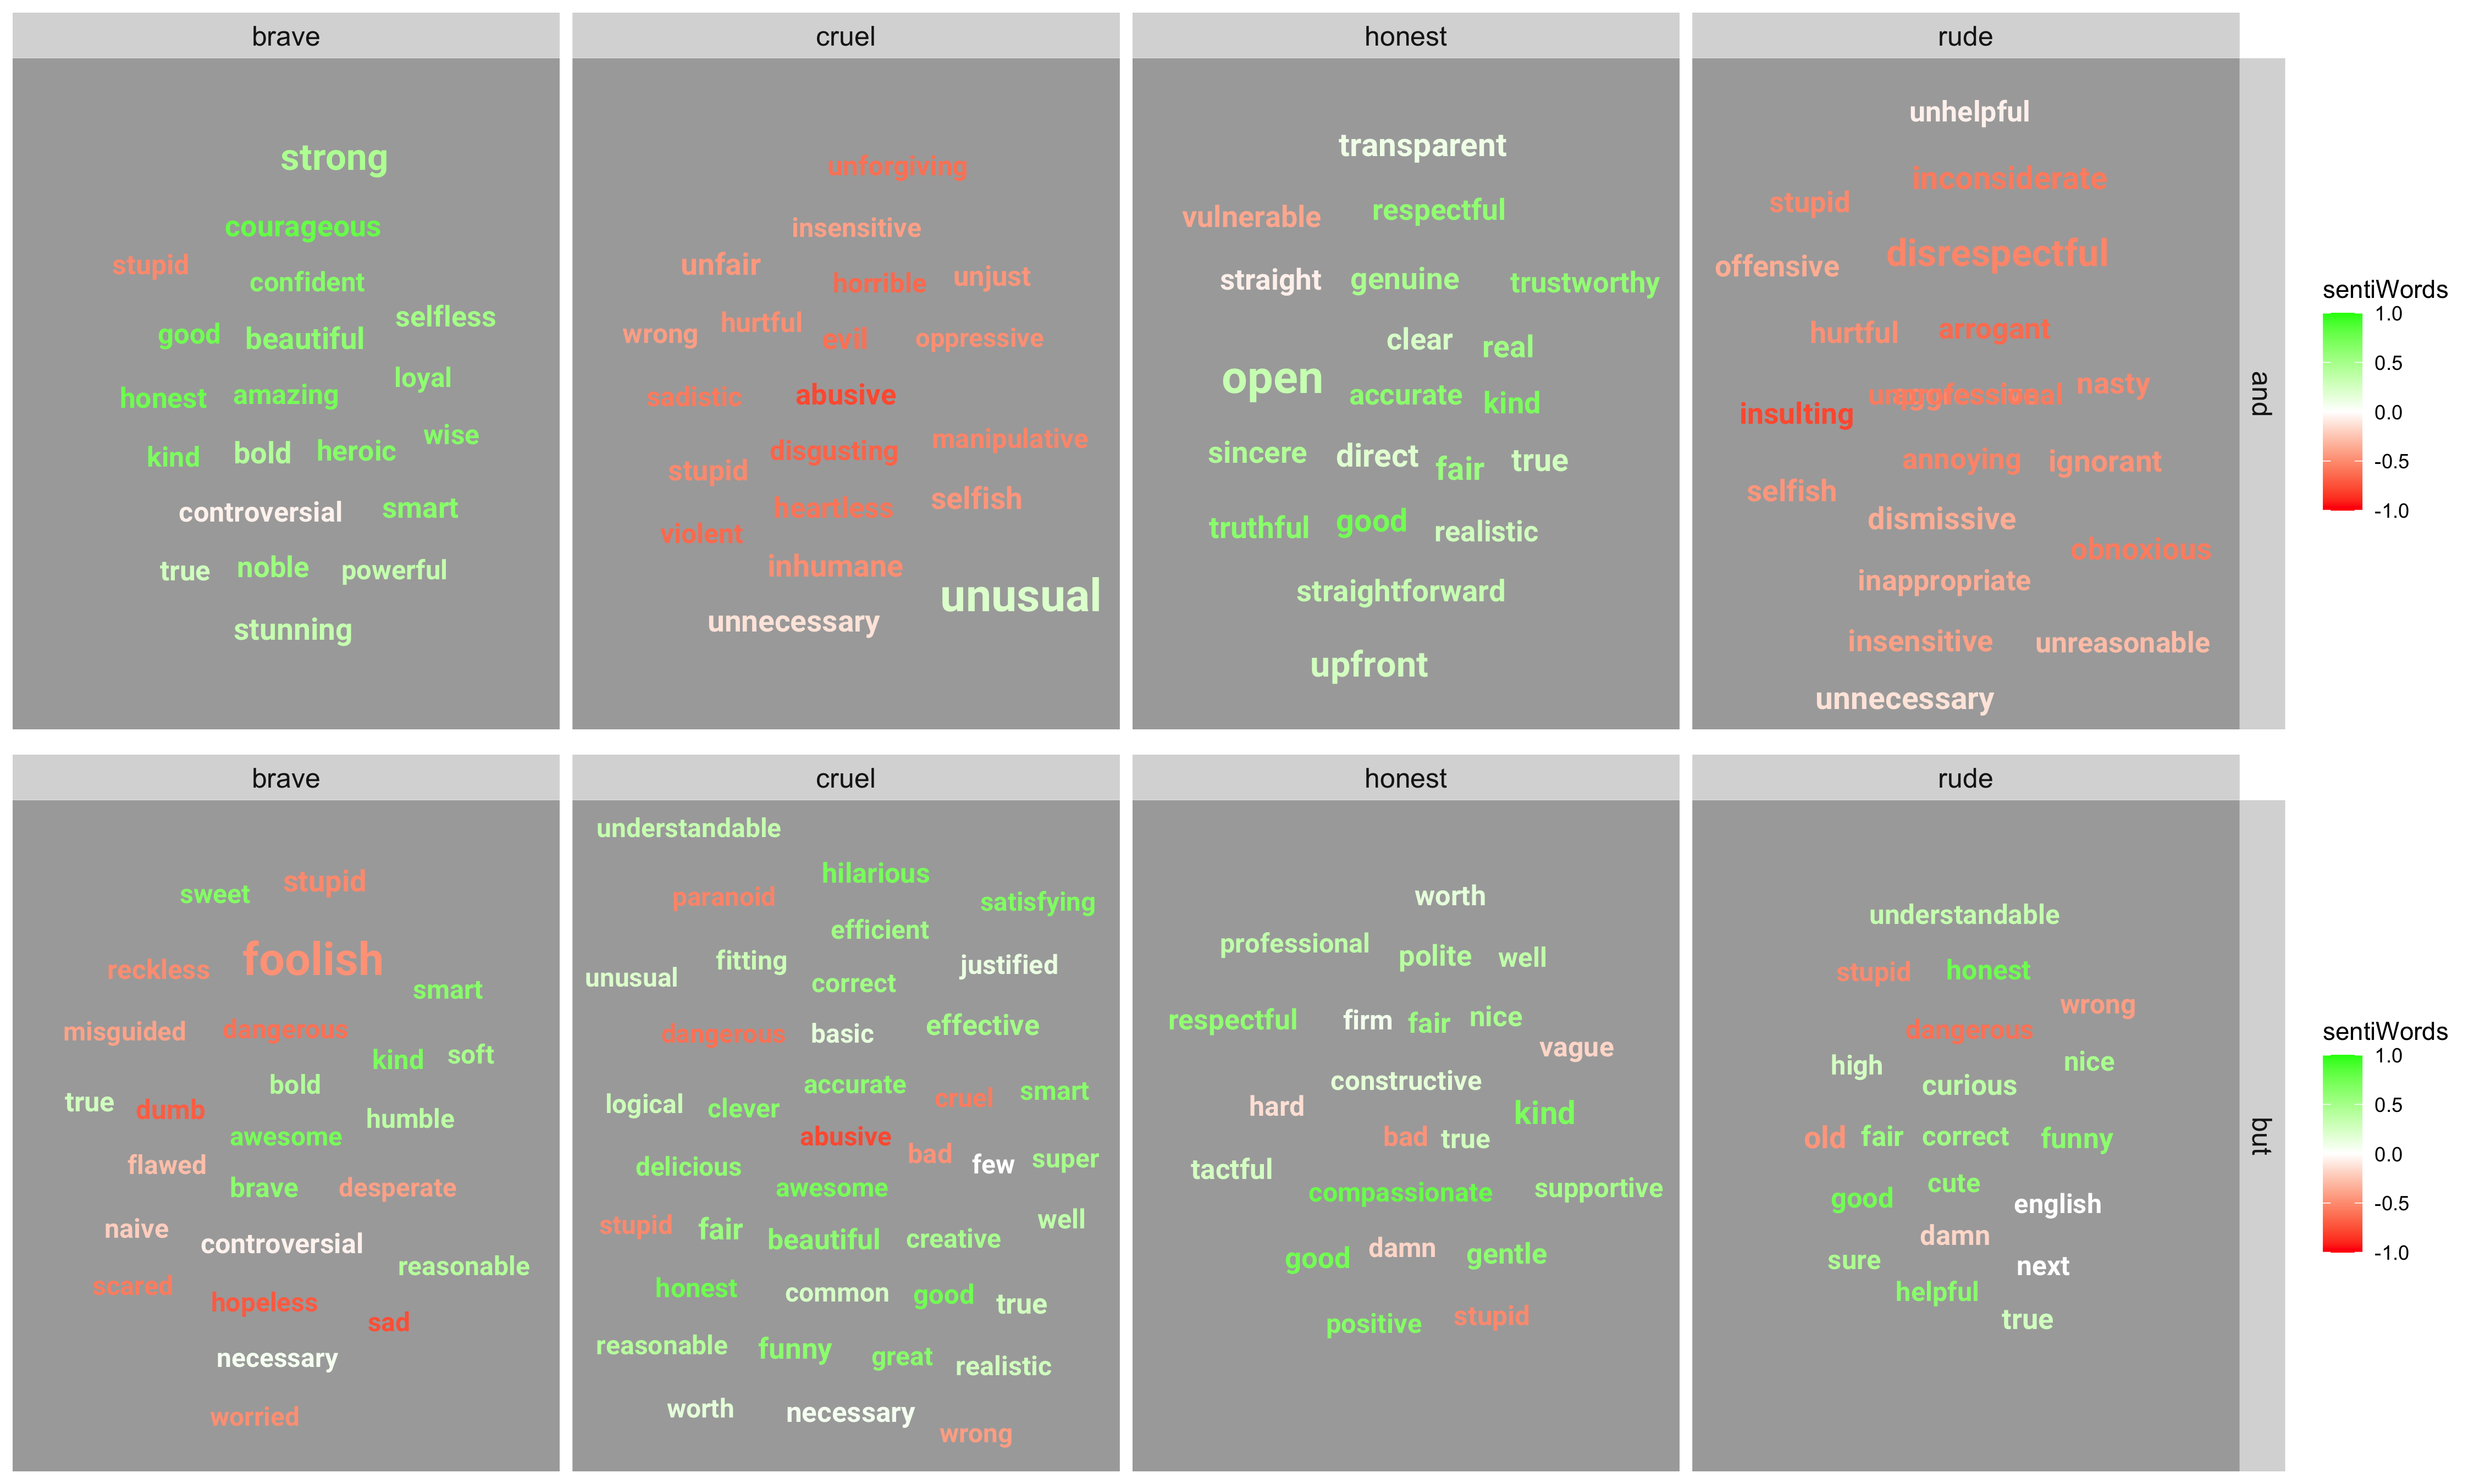 brave
strong
courageous
stupid
confident
selfless
good beautiful
loyal
honest amazing
wise
kind bold heroic
controversial smart
true noble powerful
stunning
cruel
unforgiving
insensitive
unfair
horrible unjust
wrong hurtful evil oppressive
sadistic abusive
manipulative
disgusting
stupid
heartless selfish
violent
inhumane
unusual
unnecessary
honest
transparent
vulnerable respectful
straight genuine trustworthy
clear real
open accurate kind
sincere direct fair true
truthful good realistic
straightforward
upfront
rude
unhelpful
inconsiderate
stupid
disrespectful
offensive
hurtful arrogant
nasty
aggressive
insulting
annoying ignorant
selfish
dismissive
obnoxious
inappropriate
insensitive unreasonable
unnecessary
and
sentiWords
1.0
0.5
0.0
-0.5
-1.0
brave
sweet stupid
foolish
reckless
smart
misguided dangerous
kind soft
bold
true dumb humble
awesome
flawed
brave desperate
naive
controversial
reasonable
scared
hopeless
sad
necessary
worried
cruel
understandable
hilarious
paranoid satisfying
efficient
fitting justified
unusual correct
dangerous basic effective
accurate cruel smart
logical clever
abusive
bad few super
delicious
awesome
stupid fair well
beautiful creative
honest common good true
reasonable funny great realistic
worth necessary
wrong
honest
worth
professional polite well
respectful firm fair nice
vague
constructive
hard kind
bad true
tactful
compassionate supportive
good damn gentle
positive stupid
rude
understandable
stupid honest
wrong
dangerous
high nice
curious
old fair correct funny
good cute
english
damn
sure next
helpful
true
but
sentiWords
1.0
0.5
0.0
-0.5
-1.0